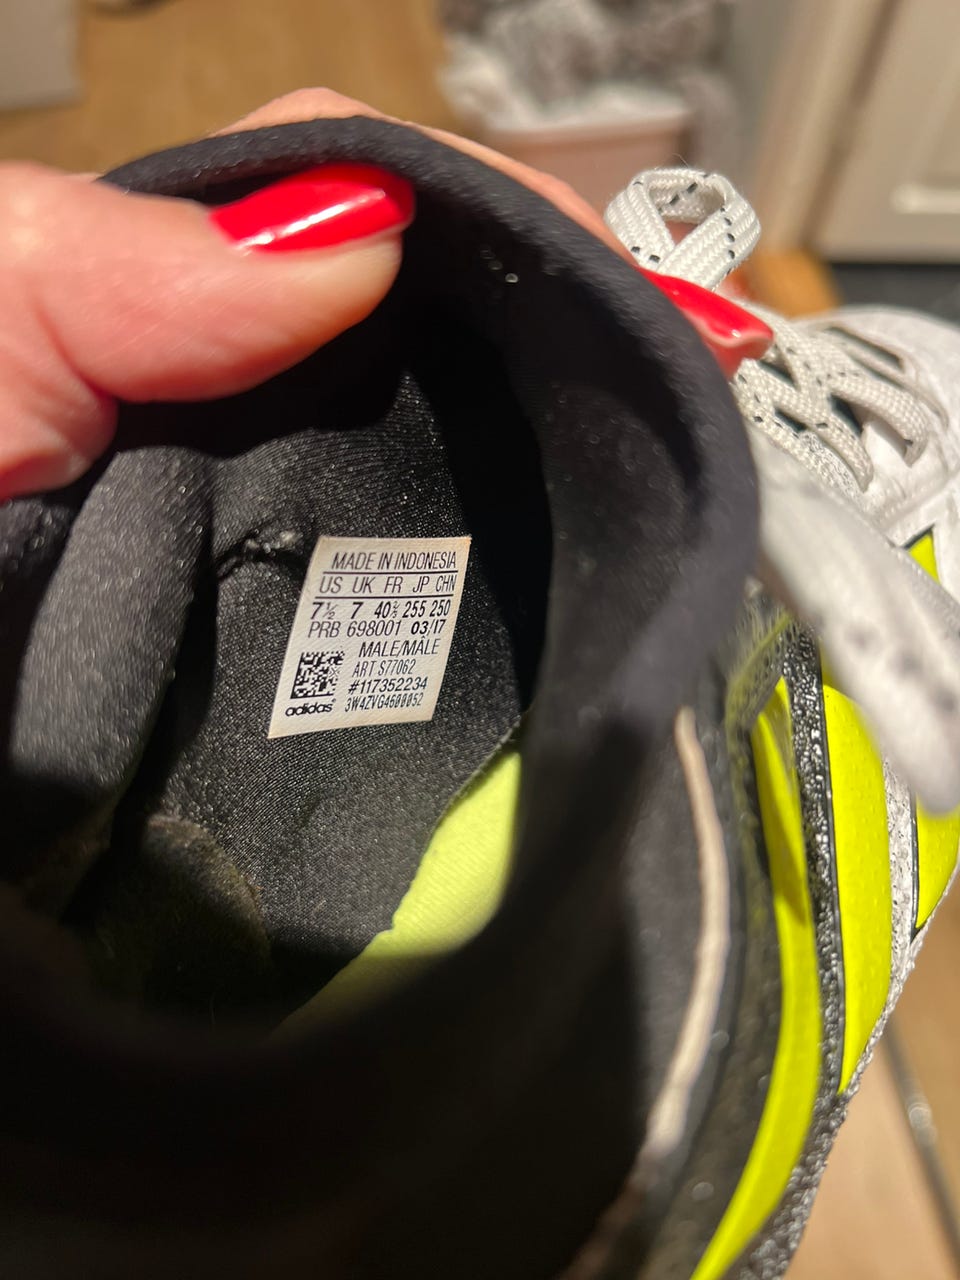 MADE IN INDONESIA
US UK FR JP CHN
7½ 7 40⅔ 255 250
PRB 698001 03/17
MALE/MÂLE
ART S77062
#117352234
adidas 3W4ZVG4600052